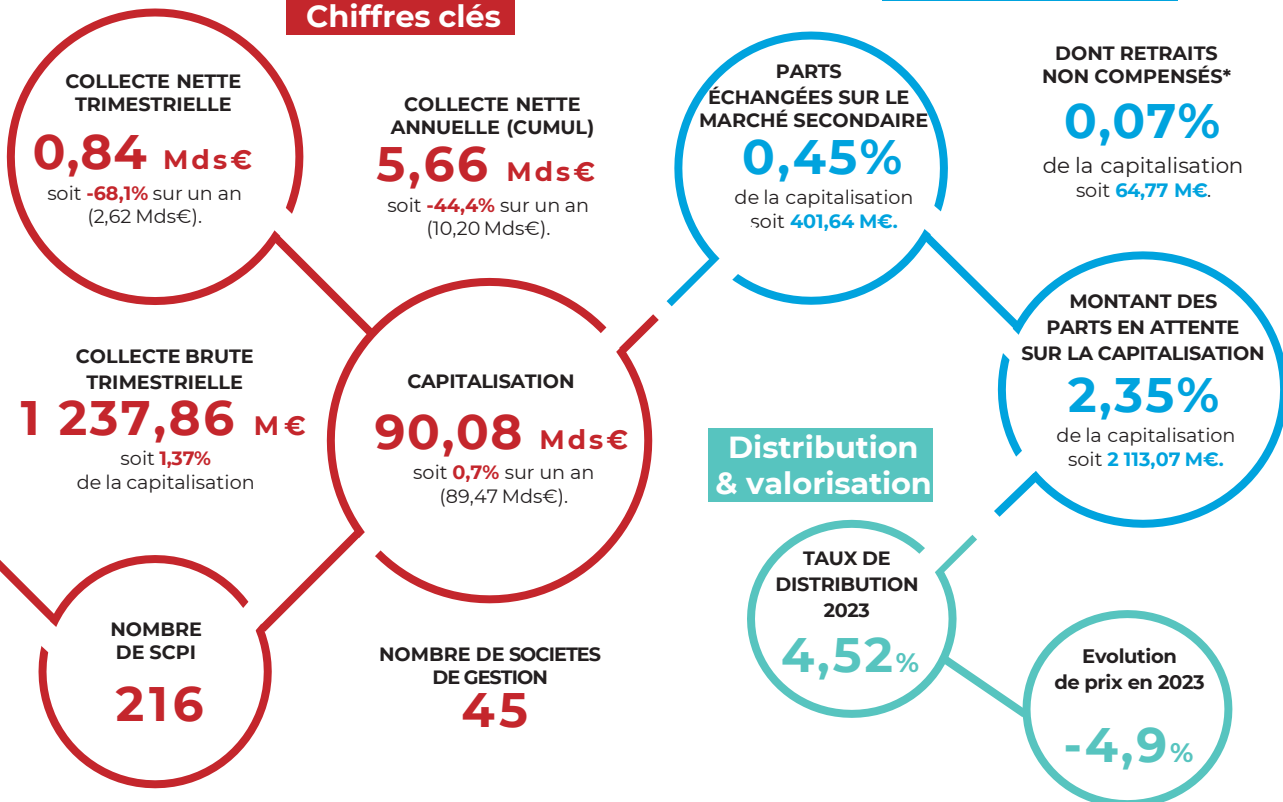 Chiffres clés
COLLECTE NETTE
TRIMESTRIELLE
0,84 Mds€
soit -68,1% sur un an
(2,62 Mds€).
COLLECTE NETTE
ANNUELLE (CUMUL)
5,66 Mds€
soit -44,4% sur un an
(10,20 Mds€).
COLLECTE BRUTE
TRIMESTRIELLE
1 237,86 M€
soit 1,37%
de la capitalisation
CAPITALISATION
90,08 Mds€
soit 0,7% sur un an
(89,47 Mds€).
NOMBRE
DE SCPI
216
NOMBRE DE SOCIETES
DE GESTION
45
PARTS
ÉCHANGÉES SUR LE
MARCHÉ SECONDAIRE
0,45%
de la capitalisation
soit 401,64 M€.
DONT RETRAITS
NON COMPENSÉS*
0,07%
de la capitalisation
soit 64,77 M€.
MONTANT DES
PARTS EN ATTENTE
SUR LA CAPITALISATION
2,35%
de la capitalisation
soit 2 113,07 M€.
Distribution
& valorisation
TAUX DE
DISTRIBUTION
2023
4,52%
Evolution
de prix en 2023
-4,9%